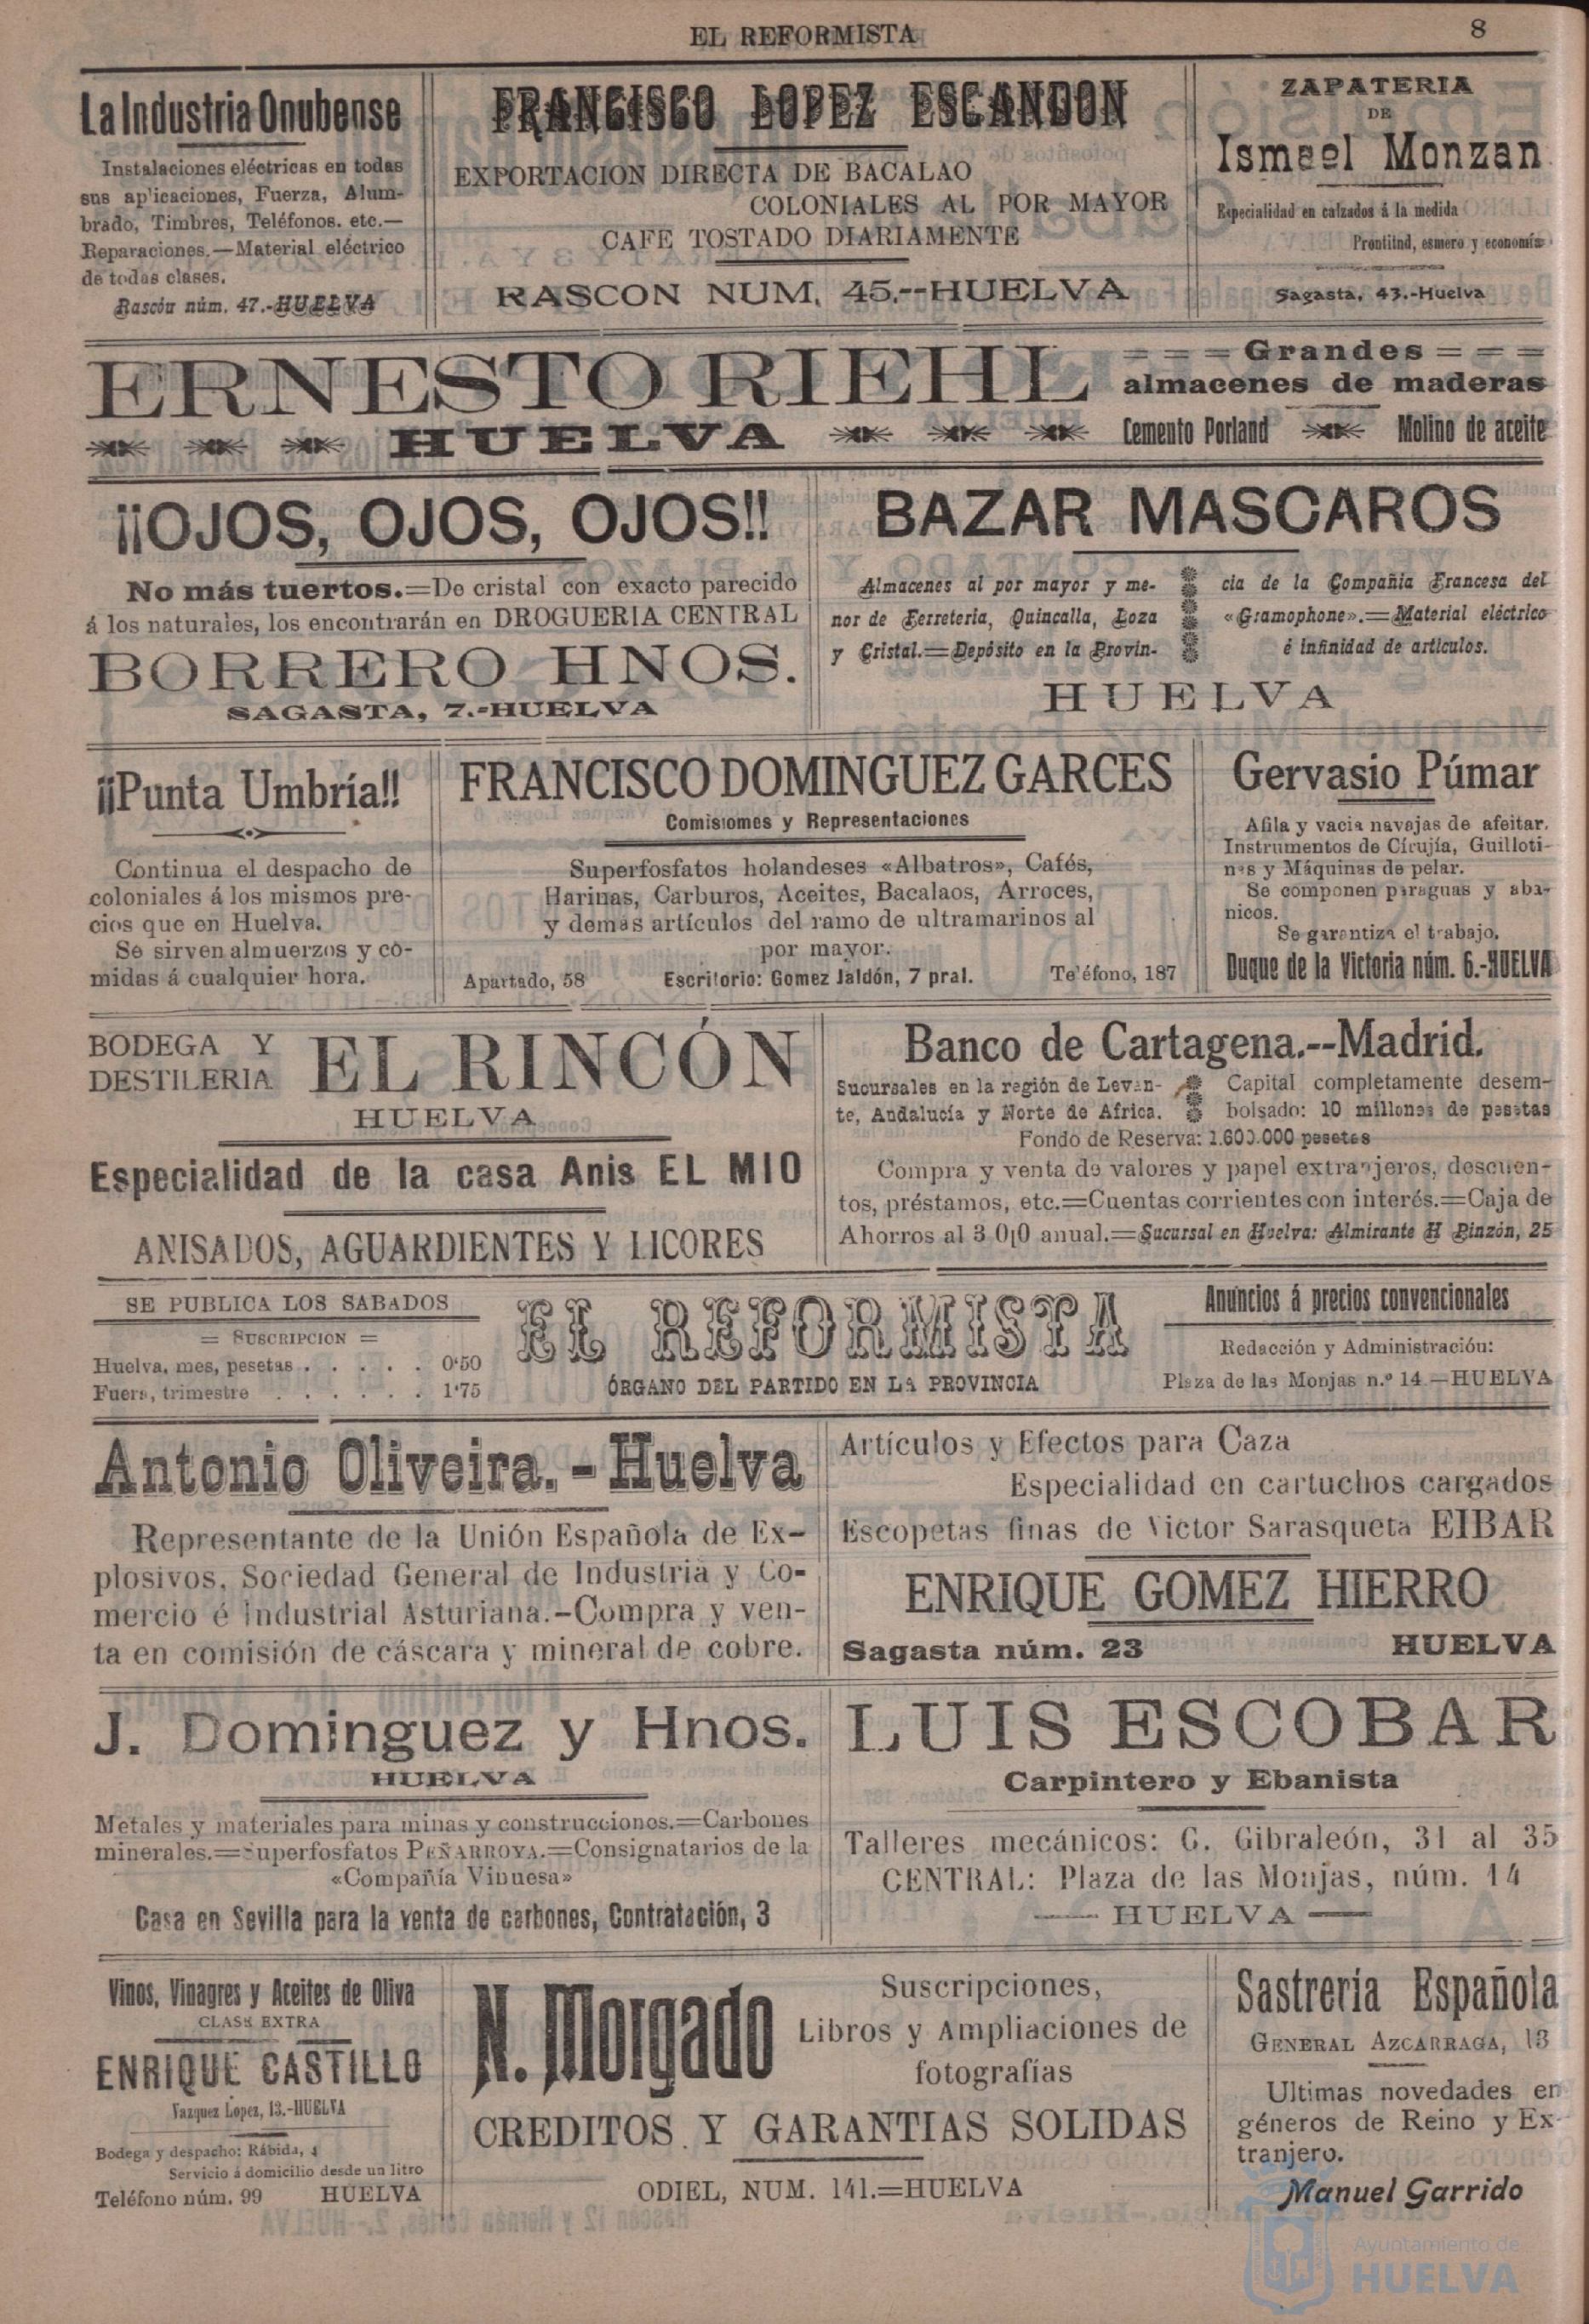 EL REFORMISTA
8
La Industria Onubense
Instalaciones eléctricas en todas
sus aplicaciones, Fuerza, Alum-
brado, Timbres, Teléfonos. etc.—
Reparaciones.—Material eléctrico
de todas clases.
Rascón núm. 47.-HUELVA
FRANCISCO LOPEZ ESCANDON
EXPORTACION DIRECTA DE BACALAO
COLONIALES AL POR MAYOR
CAFE TOSTADO DIARIAMENTE
RASCON NUM. 45.--HUELVA
ZAPATERIA
DE
Ismael Monzan
Especialidad en calzados á la medida
Prontitnd, esmero y economía
Sagasta, 43.-Huelva
ERNESTO RIEHL
HUELVA
= = = Grandes = = =
almacenes de maderas
Cemento Porland
Molino de aceite
¡¡OJOS, OJOS, OJOS!!
No más tuertos.=De cristal con exacto parecido
á los naturales, los encontrarán en DROGUERIA CENTRAL
BORRERO HNOS.
SAGASTA, 7.-HUELVA
BAZAR MASCAROS
Almacenes al por mayor y me-
nor de Ferreteria, Quincalla, Loza
y Cristal.=Depósito en la Provin-
cia de la Compañia Francesa del
«Gramophone».=Material eléctrico
é infinidad de articulos.
HUELVA
¡¡Punta Umbría!!
Continua el despacho de
coloniales á los mismos pre-
cios que en Huelva.
Se sirven almuerzos y co-
midas á cualquier hora.
FRANCISCO DOMINGUEZ GARCES
Comisiomes y Representaciones
Superfosfatos holandeses «Albatros», Cafés,
Harinas, Carburos, Aceites, Bacalaos, Arroces,
y demás artículos del ramo de ultramarinos al
por mayor.
Apartado, 58
Escritorio: Gomez Jaldón, 7 pral.
Teléfono, 187
Gervasio Púmar
Afila y vacia navajas de afeitar.
Instrumentos de Cirujía, Guilloti-
nas y Máquinas de pelar.
Se componen paraguas y aba-
nicos.
Se garantiza el trabajo.
Duque de la Victoria núm. 6.-HUELVA
BODEGA Y
DESTILERIA
EL RINCÓN
HUELVA
Especialidad de la casa Anis EL MIO
ANISADOS, AGUARDIENTES Y LICORES
Banco de Cartagena.--Madrid.
Sucursales en la región de Levan-
te, Andalucía y Norte de Africa.
Capital completamente desem-
bolsado: 10 millones de pesetas
Fondo de Reserva: 1.600.000 pesetas
Compra y venta de valores y papel extranjeros, descuen-
tos, préstamos, etc.=Cuentas corrientes con interés.=Caja de
Ahorros al 3 0¡0 anual.=Sucursal en Huelva: Almirante H Pinzón, 25
SE PUBLICA LOS SABADOS
= SUSCRIPCION =
Huelva, mes, pesetas . . . . . 0'50
Fuera, trimestre . . . . . . 1'75
EL REFORMISTA
ÓRGANO DEL PARTIDO EN LA PROVINCIA
Anuncios á precios convencionales
Redacción y Administración:
Plaza de las Monjas n.º 14.—HUELVA
Antonio Oliveira.-Huelva
Representante de la Unión Española de Ex-
plosivos, Sociedad General de Industria y Co-
mercio é Industrial Asturiana.-Compra y ven-
ta en comisión de cáscara y mineral de cobre.
Artículos y Efectos para Caza
Especialidad en cartuchos cargados
Escopetas finas de Victor Sarasqueta EIBAR
ENRIQUE GOMEZ HIERRO
Sagasta núm. 23
HUELVA
J. Dominguez y Hnos.
HUELVA
Metales y materiales para minas y construcciones.=Carbones
minerales.=Superfosfatos PEÑARROYA.=Consignatarios de la
«Compañía Vinuesa»
Casa en Sevilla para la venta de carbones, Contratación, 3
LUIS ESCOBAR
Carpintero y Ebanista
Talleres mecánicos: C. Gibraleón, 31 al 35
CENTRAL: Plaza de las Monjas, núm. 14
— HUELVA —
Vinos, Vinagres y Aceites de Oliva
CLASE EXTRA
ENRIQUE CASTILLO
Vazquez Lopez, 13.-HUELVA
Bodega y despacho: Rábida, 4
Servicio á domicilio desde un litro
Teléfono núm. 99
HUELVA
N. Morgado
Suscripciones,
Libros y Ampliaciones de
fotografías
CREDITOS Y GARANTIAS SOLIDAS
ODIEL, NUM. 141.=HUELVA
Sastrería Española
GENERAL AZCARRAGA, 13
Ultimas novedades en
géneros de Reino y Ex-
tranjero.
Manuel Garrido
Ayuntamiento de
HUELVA